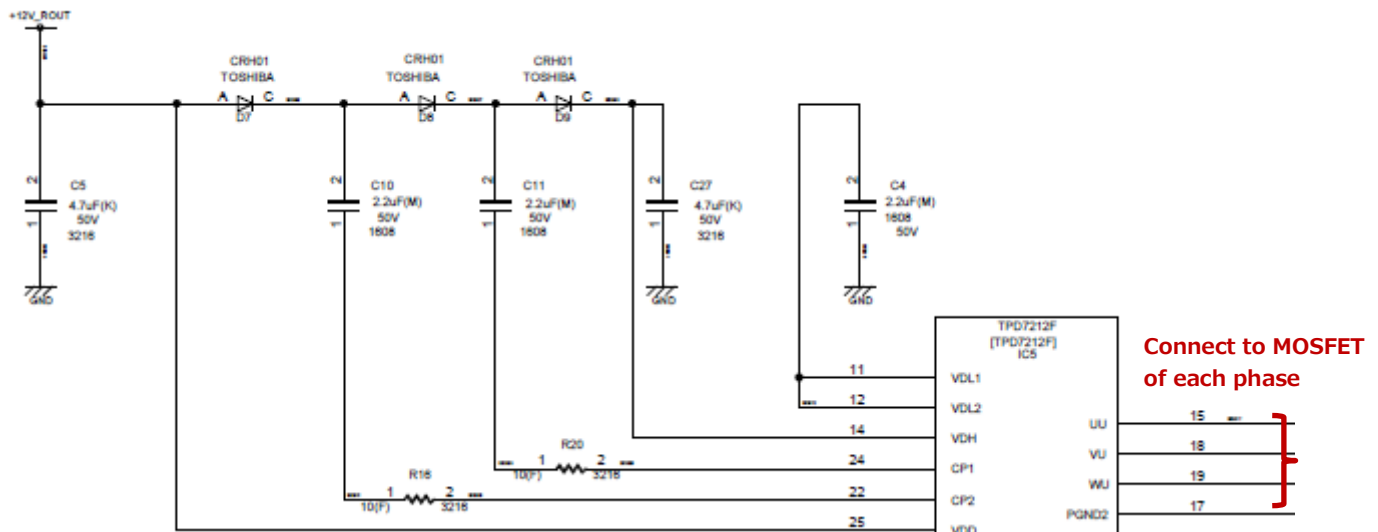 +12V_ROUT
CRH01
TOSHIBA
A C
D7
CRH01
TOSHIBA
A C
D8
CRH01
TOSHIBA
A C
D9
2
C5
4.7uF(K)
50V
3216
1
GND
2
C10
2.2uF(M)
50V
1608
1
2
C11
2.2uF(M)
50V
1608
1
2
C27
4.7uF(K)
50V
3216
1
GND
2
C4
2.2uF(M)
1608
50V
1
GND
TPD7212F
[TPD7212F]
IC5
Connect to MOSFET
of each phase
11 VDL1
12 VDL2
14 VDH
R20
1 2
10(F) 3216
24 CP1
R16
1 2
10(F) 3216
22 CP2
25 VDD
UU 15
VU 18
WU 19
PGND2 17